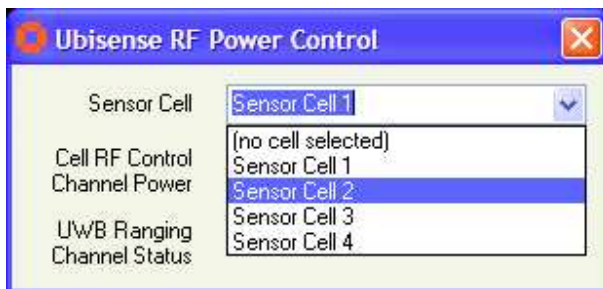 Ubisense RF Power Control
Sensor Cell
Sensor Cell 1
(no cell selected)
Cell RF Control
Channel Power
Sensor Cell 1
Sensor Cell 2
Sensor Cell 3
Sensor Cell 4
UWB Ranging
Channel Status